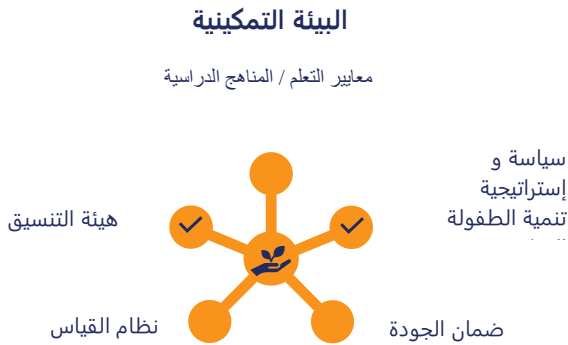 البيئة التمكينية
معايير التعلم / المناهج الدراسية
سياسة و
إستراتيجية
تنمية الطفولة
هيئة التنسيق
نظام القياس
ضمان الجودة